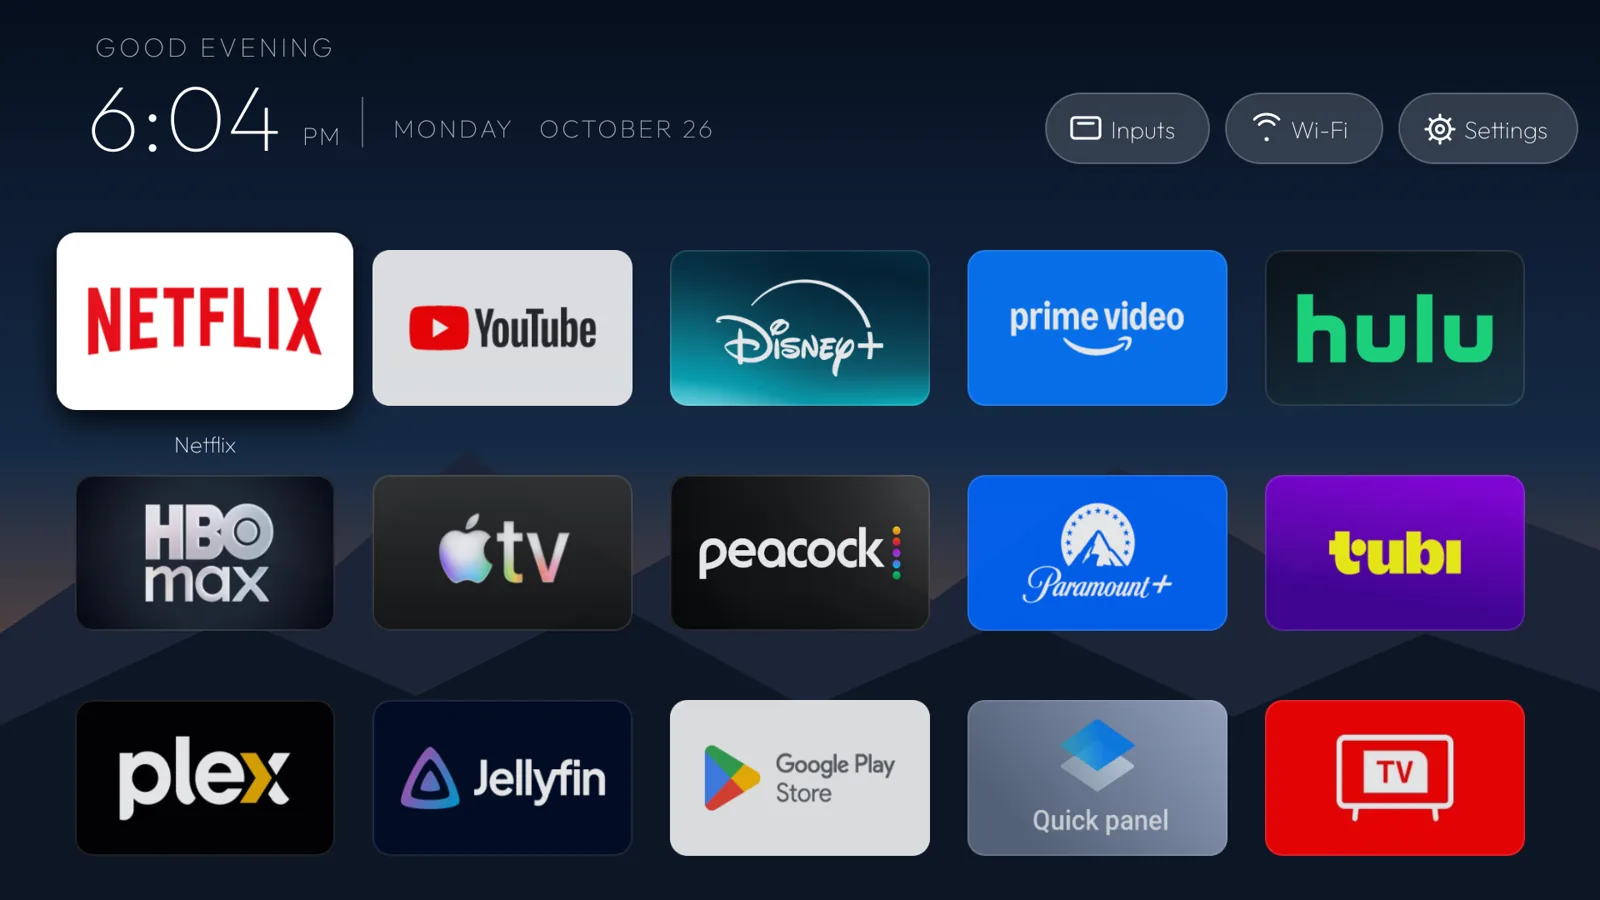 GOOD EVENING
6:04 PM
MONDAY OCTOBER 26
Inputs
Wi-Fi
Settings
NETFLIX
YouTube
Disney+
prime video
hulu
Netflix
HBO
max
tv
peacock
Paramount+
tubi
plex
Jellyfin
Google Play
Store
Quick panel
TV